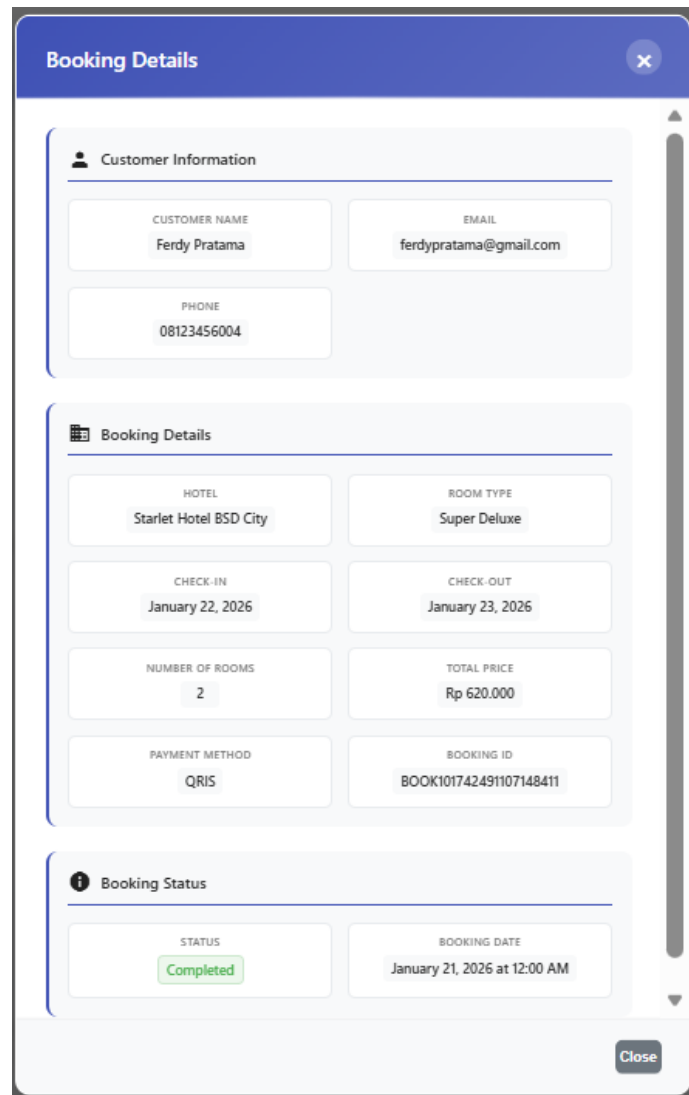 Booking Details
Customer Information
CUSTOMER NAME
Ferdy Pratama
EMAIL
ferdypratama@gmail.com
PHONE
08123456004
Booking Details
HOTEL
Starlet Hotel BSD City
ROOM TYPE
Super Deluxe
CHECK-IN
January 22, 2026
CHECK-OUT
January 23, 2026
NUMBER OF ROOMS
2
TOTAL PRICE
Rp 620.000
PAYMENT METHOD
QRIS
BOOKING ID
BOOK101742491107148411
Booking Status
STATUS
Completed
BOOKING DATE
January 21, 2026 at 12:00 AM
Close